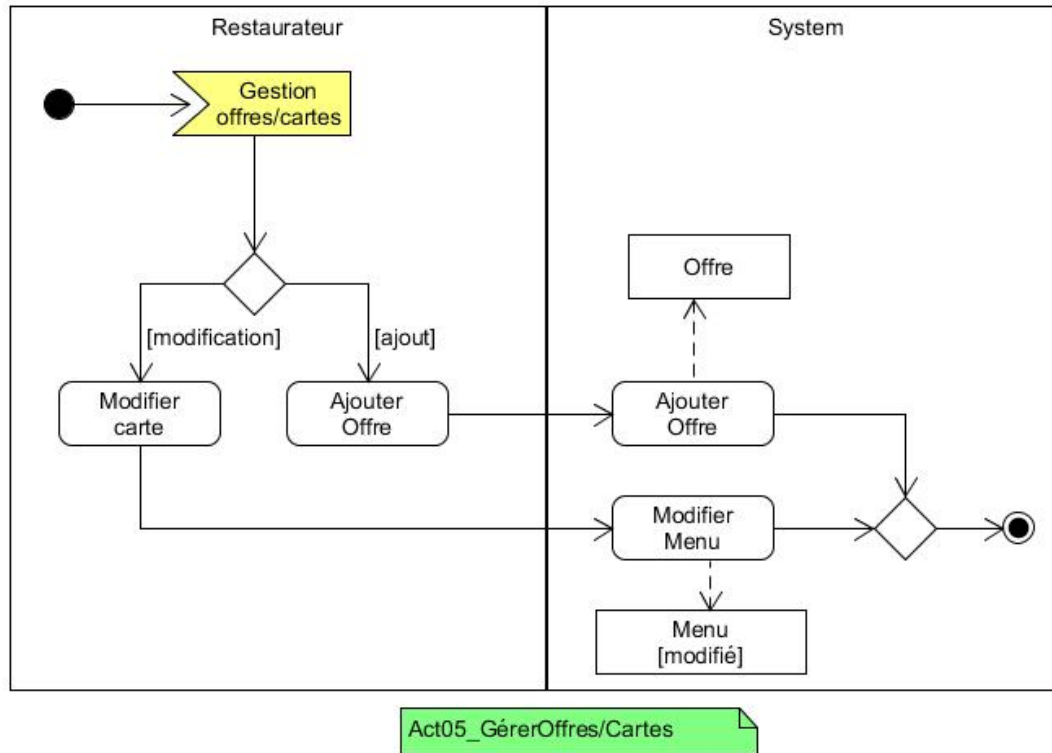 Restaurateur
System
Gestion
offres/cartes
Offre
[modification]
[ajout]
Modifier
carte
Ajouter
Offre
Ajouter
Offre
Modifier
Menu
Menu
[modifié]
Act05_GérerOffres/Cartes